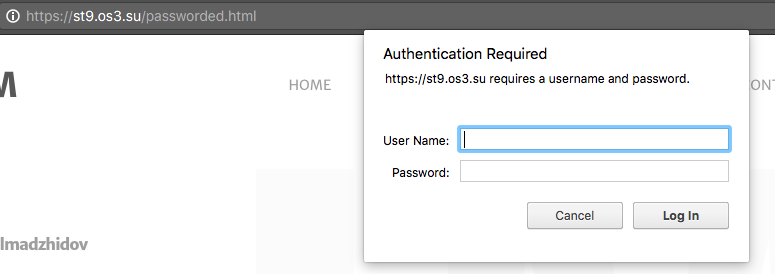 https://st9.os3.su/passworded.html
Authentication Required
https://st9.os3.su requires a username and password.
M
HOME
ONT
User Name:
Password:
Cancel
Log In
lmadzhidov